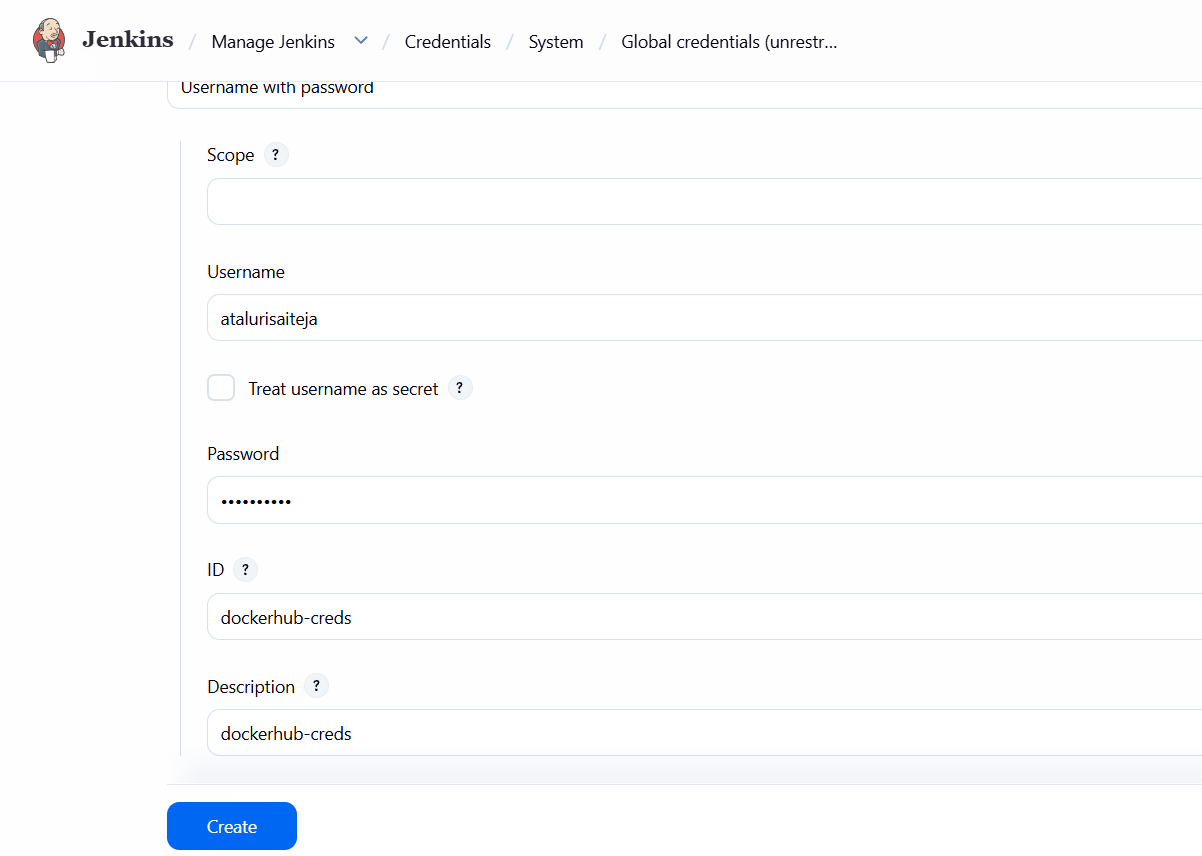 Jenkins / Manage Jenkins / Credentials / System / Global credentials (unrestr...
Username with password
Scope ?
Username
atalurisaiteja
Treat username as secret ?
Password
••••••••••
ID ?
dockerhub-creds
Description ?
dockerhub-creds
Create